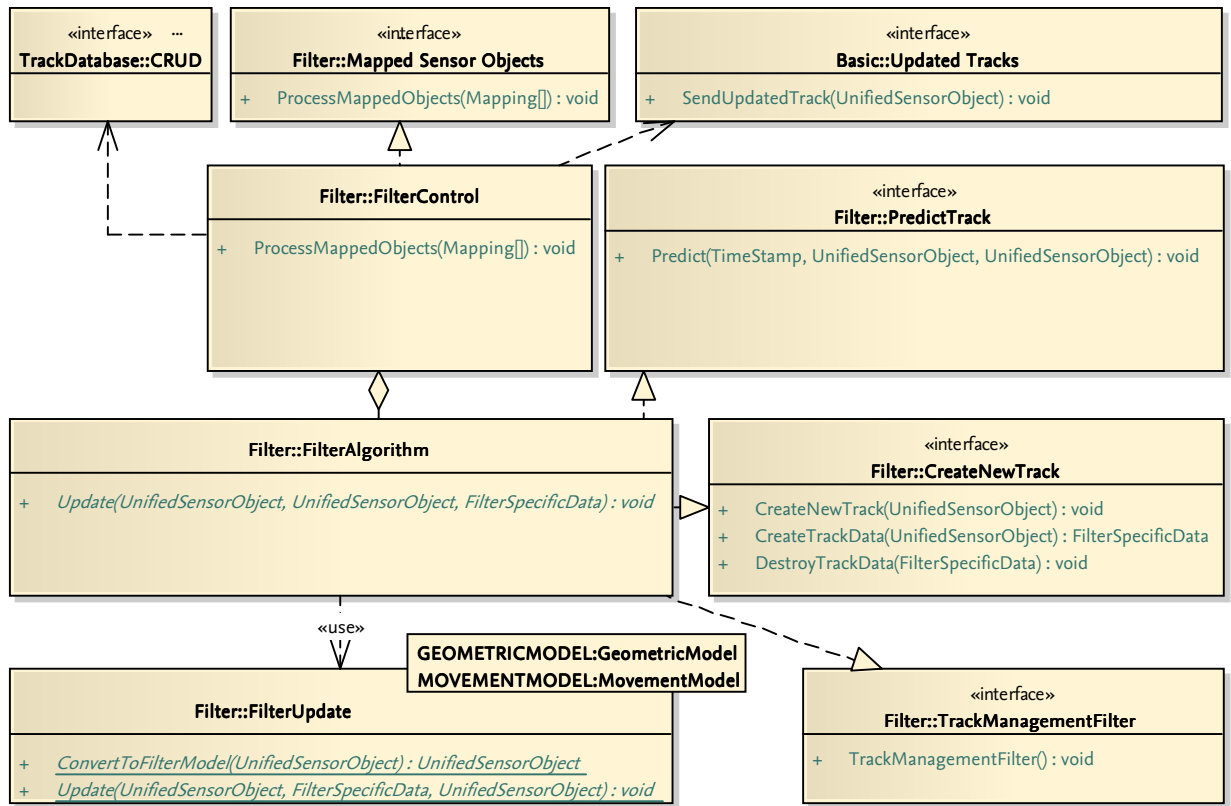 «interface» ...
TrackDatabase::CRUD
«interface»
Filter::Mapped Sensor Objects
+ ProcessMappedObjects(Mapping[]) : void
«interface»
Basic::Updated Tracks
+ SendUpdatedTrack(UnifiedSensorObject) : void
Filter::FilterControl
+ ProcessMappedObjects(Mapping[]) : void
«interface»
Filter::PredictTrack
+ Predict(TimeStamp, UnifiedSensorObject, UnifiedSensorObject) : void
Filter::FilterAlgorithm
+ Update(UnifiedSensorObject, UnifiedSensorObject, FilterSpecificData) : void
«interface»
Filter::CreateNewTrack
+ CreateNewTrack(UnifiedSensorObject) : void
+ CreateTrackData(UnifiedSensorObject) : FilterSpecificData
+ DestroyTrackData(FilterSpecificData) : void
«use»
GEOMETRICMODEL:GeometricModel
MOVEMENTMODEL:MovementModel
Filter::FilterUpdate
+ ConvertToFilterModel(UnifiedSensorObject) : UnifiedSensorObject
+ Update(UnifiedSensorObject, FilterSpecificData, UnifiedSensorObject) : void
«interface»
Filter::TrackManagementFilter
+ TrackManagementFilter() : void